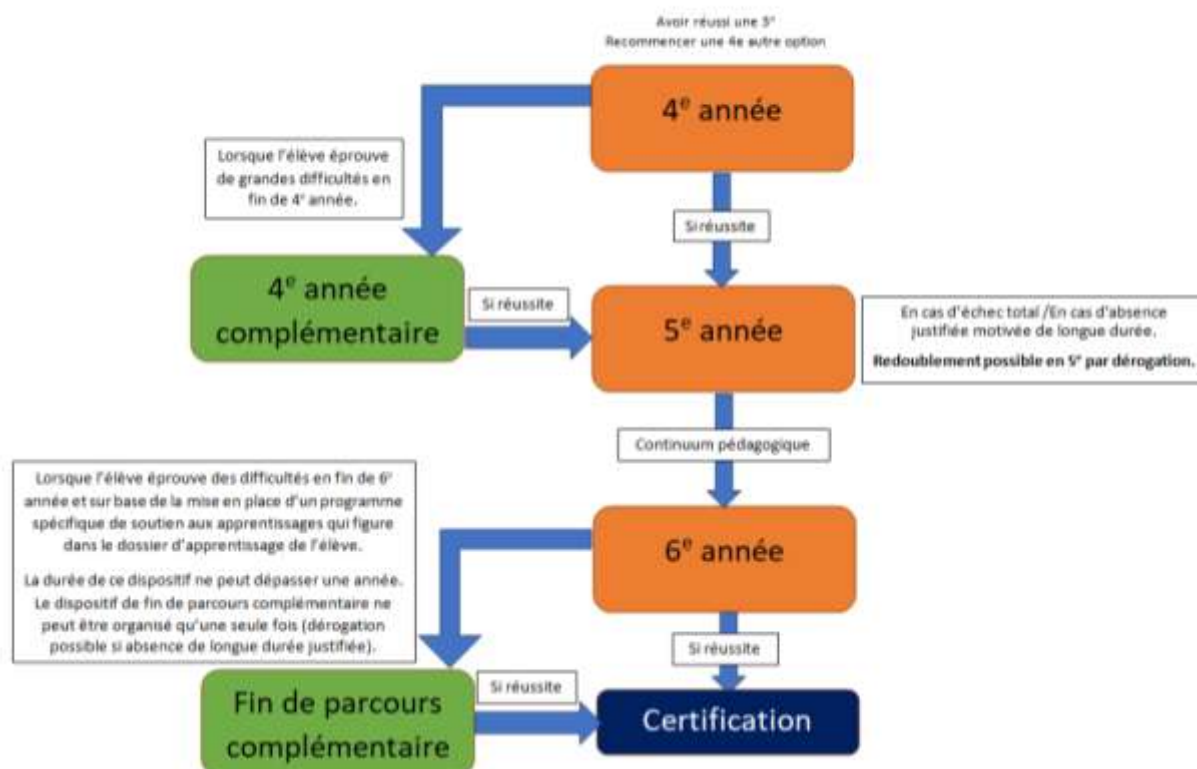 Avoir réussi une 3e
Recommencer une 4e autre option
4e année
Lorsque l'élève éprouve
de grandes difficultés en
fin de 4e année.
Si réussite
4e année
complémentaire
Si réussite
5e année
En cas d'échec total /En cas d'absence
justifiée motivée de longue durée.
Redoublement possible en 5e par dérogation.
Continuum pédagogique
Lorsque l'élève éprouve des difficultés en fin de 6e
année et sur base de la mise en place d'un programme
spécifique de soutien aux apprentissages qui figure
dans le dossier d'apprentissage de l'élève.
La durée de ce dispositif ne peut dépasser une année.
Le dispositif de fin de parcours complémentaire ne
peut être organisé qu'une seule fois (dérogation
possible si absence de longue durée justifiée).
6e année
Si réussite
Fin de parcours
complémentaire
Si réussite
Certification